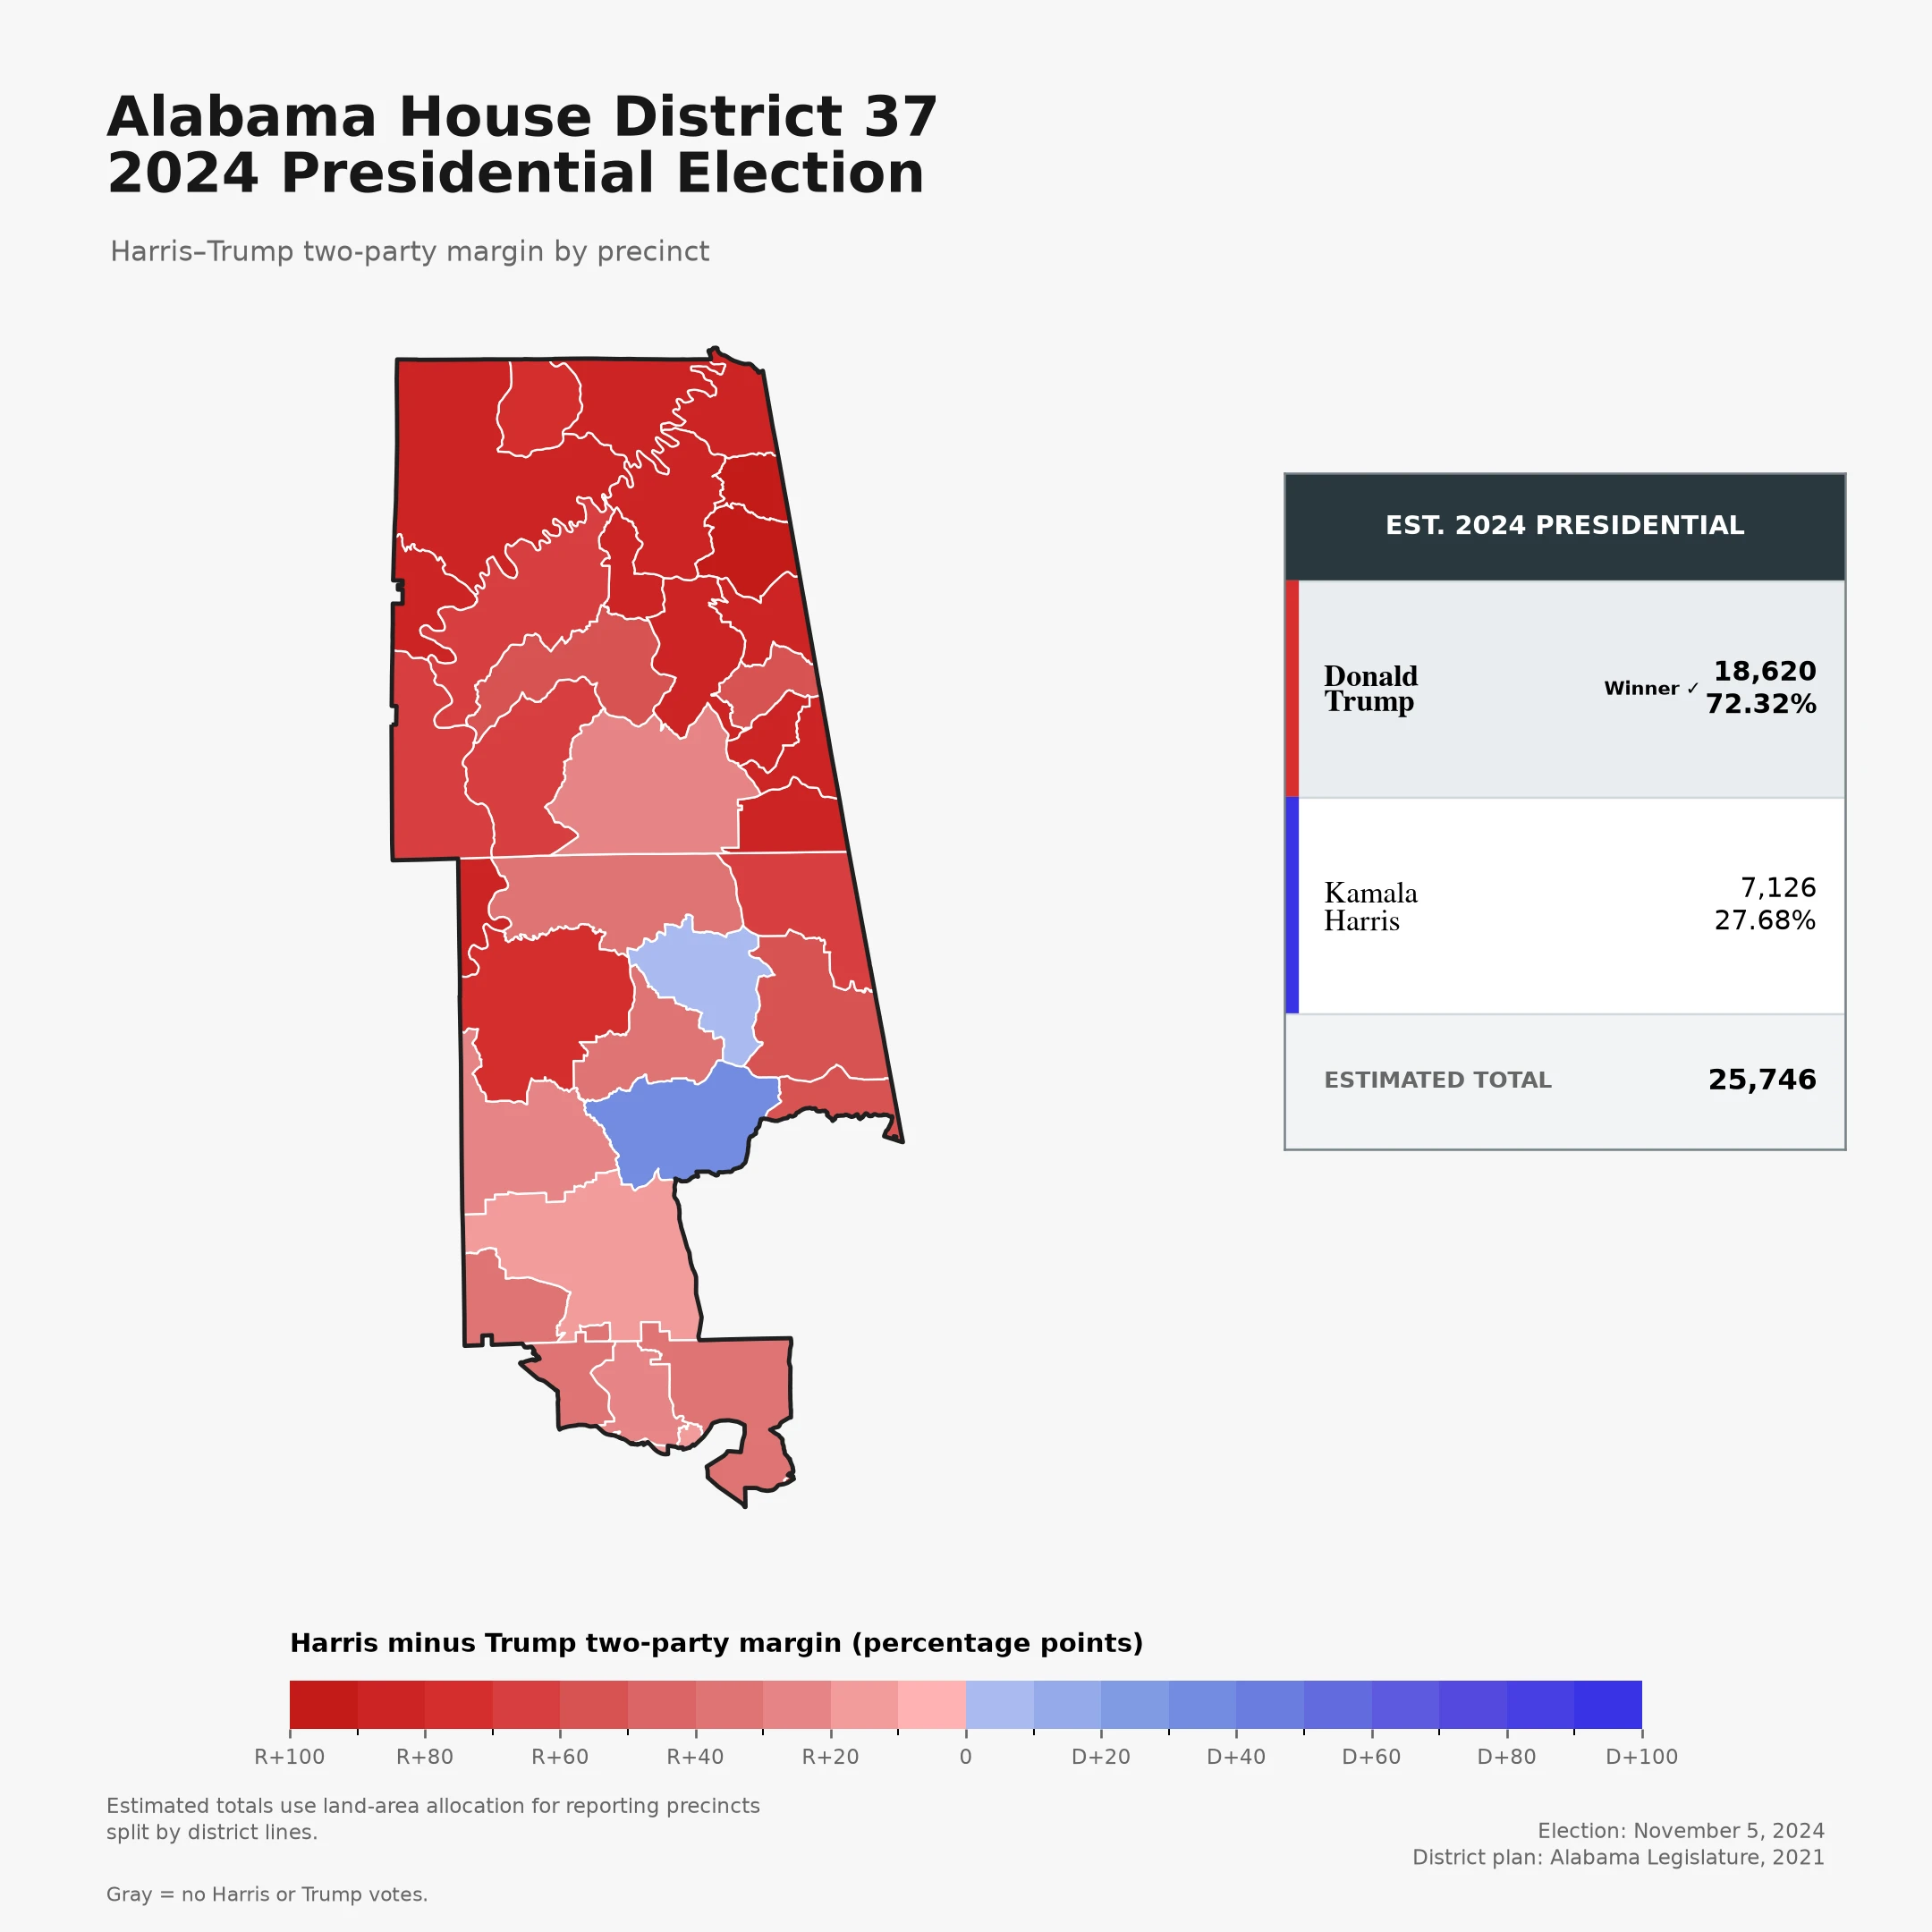 Alabama House District 37
2024 Presidential Election
Harris–Trump two-party margin by precinct
EST. 2024 PRESIDENTIAL
Donald
Trump
Winner ✓
18,620
72.32%
Kamala
Harris
7,126
27.68%
ESTIMATED TOTAL
25,746
Harris minus Trump two-party margin (percentage points)
R+100 R+80 R+60 R+40 R+20 0 D+20 D+40 D+60 D+80 D+100
Estimated totals use land-area allocation for reporting precincts
split by district lines.
Gray = no Harris or Trump votes.
Election: November 5, 2024
District plan: Alabama Legislature, 2021